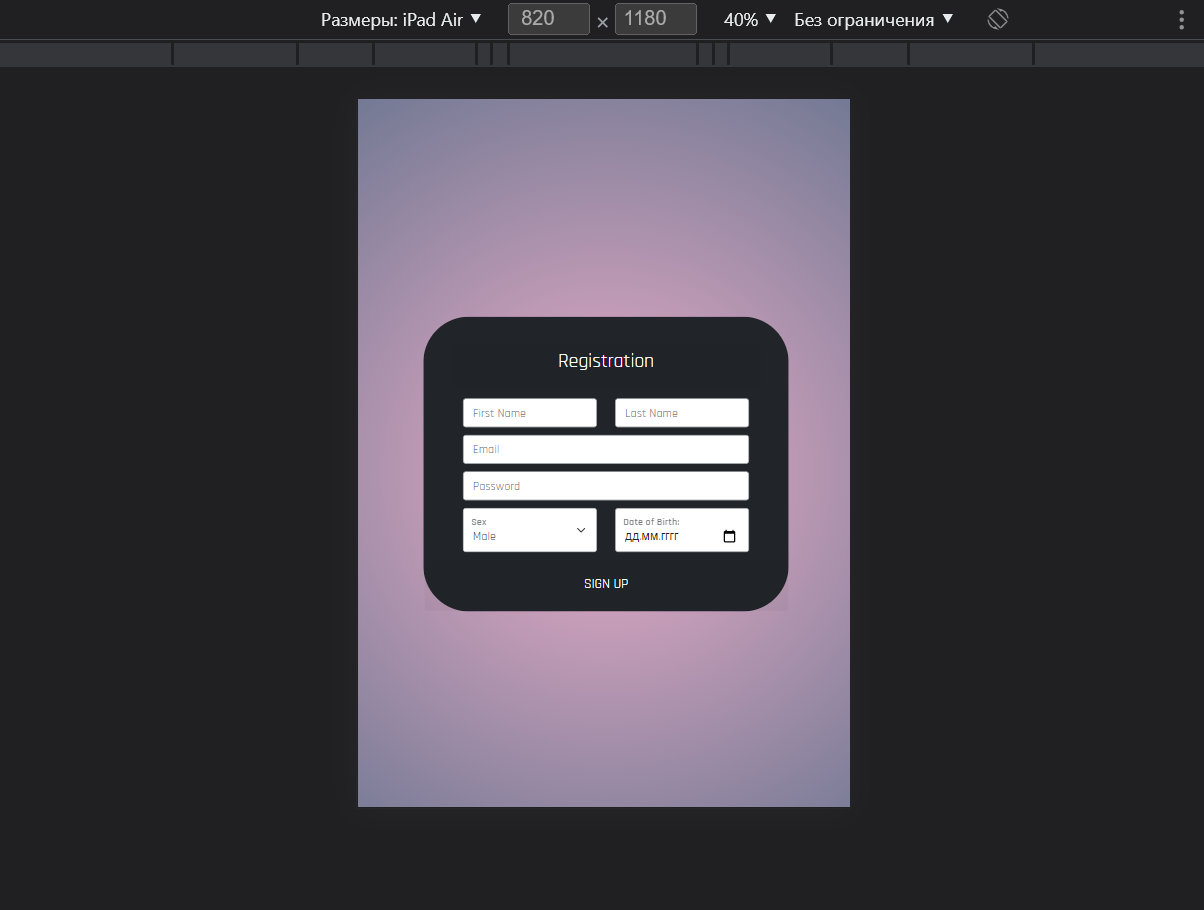 Размеры: iPad Air ▼ 820 × 1180 40% ▼ Без ограничения ▼
Registration
First Name Last Name
Email
Password
Sex Date of Birth:
Male ДД.ММ.ГГГГ
SIGN UP